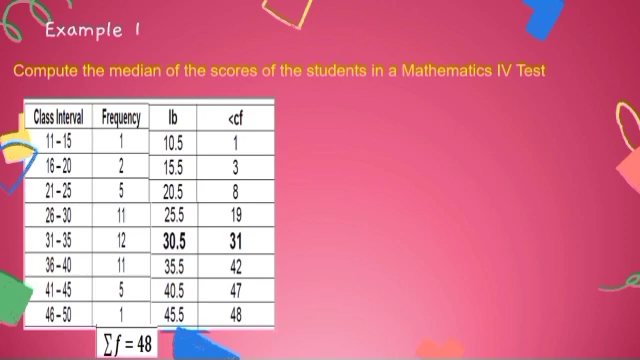 Example 1
Compute the median of the scores of the students in a Mathematics IV Test
Class Interval Frequency lb <cf
11 – 15 1 10.5 1
16 – 20 2 15.5 3
21 – 25 5 20.5 8
26 – 30 11 25.5 19
31 – 35 12 30.5 31
36 – 40 11 35.5 42
41 – 45 5 40.5 47
46 – 50 1 45.5 48
∑f = 48